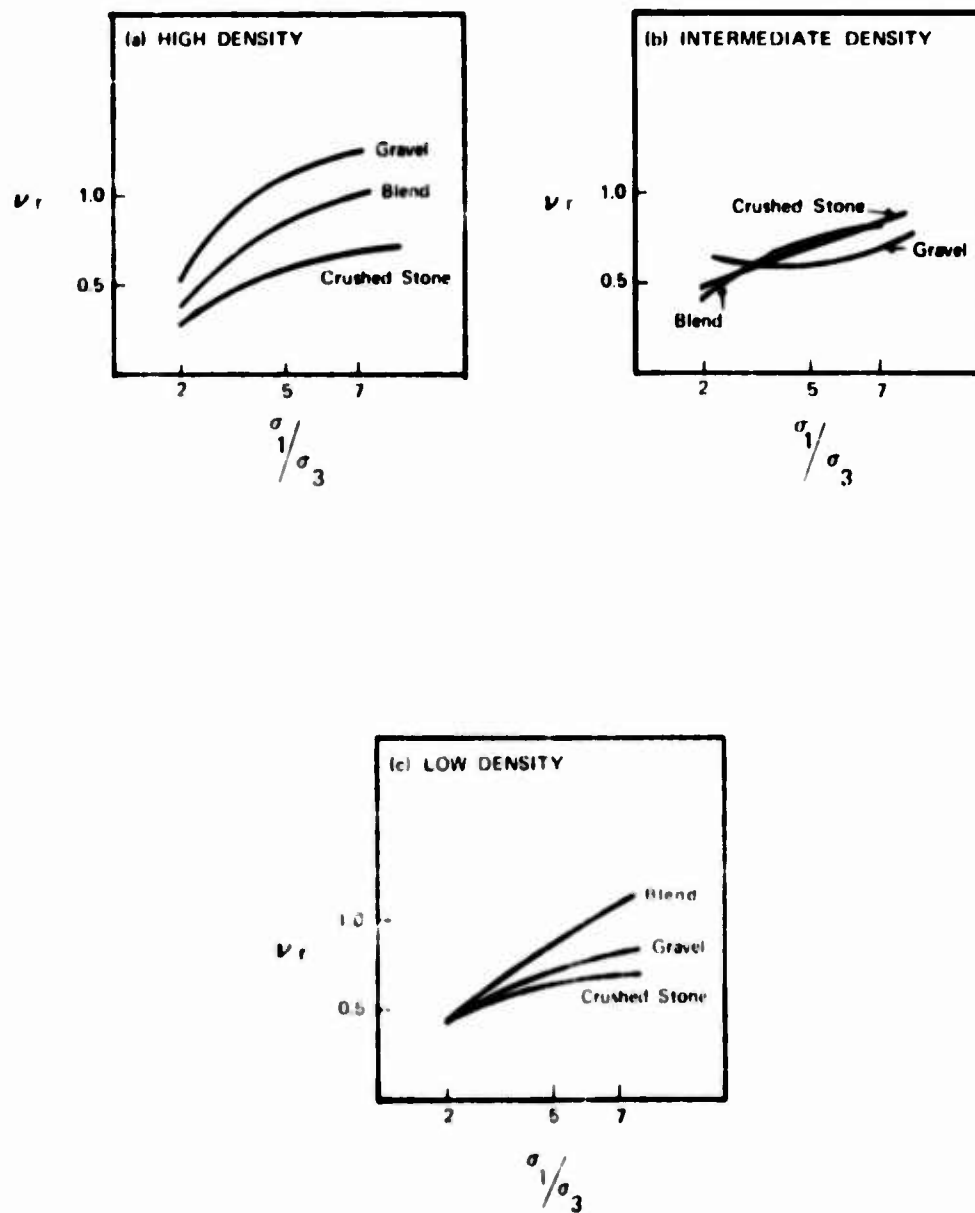 (a) HIGH DENSITY
Gravel
Blend
Crushed Stone
ν r
1.0
0.5
2 5 7
σ1/σ3
(b) INTERMEDIATE DENSITY
Crushed Stone
Gravel
Blend
ν r
1.0
0.5
2 5 7
σ1/σ3
(c) LOW DENSITY
Blend
Gravel
Crushed Stone
ν r
1.0
0.5
2 5 7
σ1/σ3